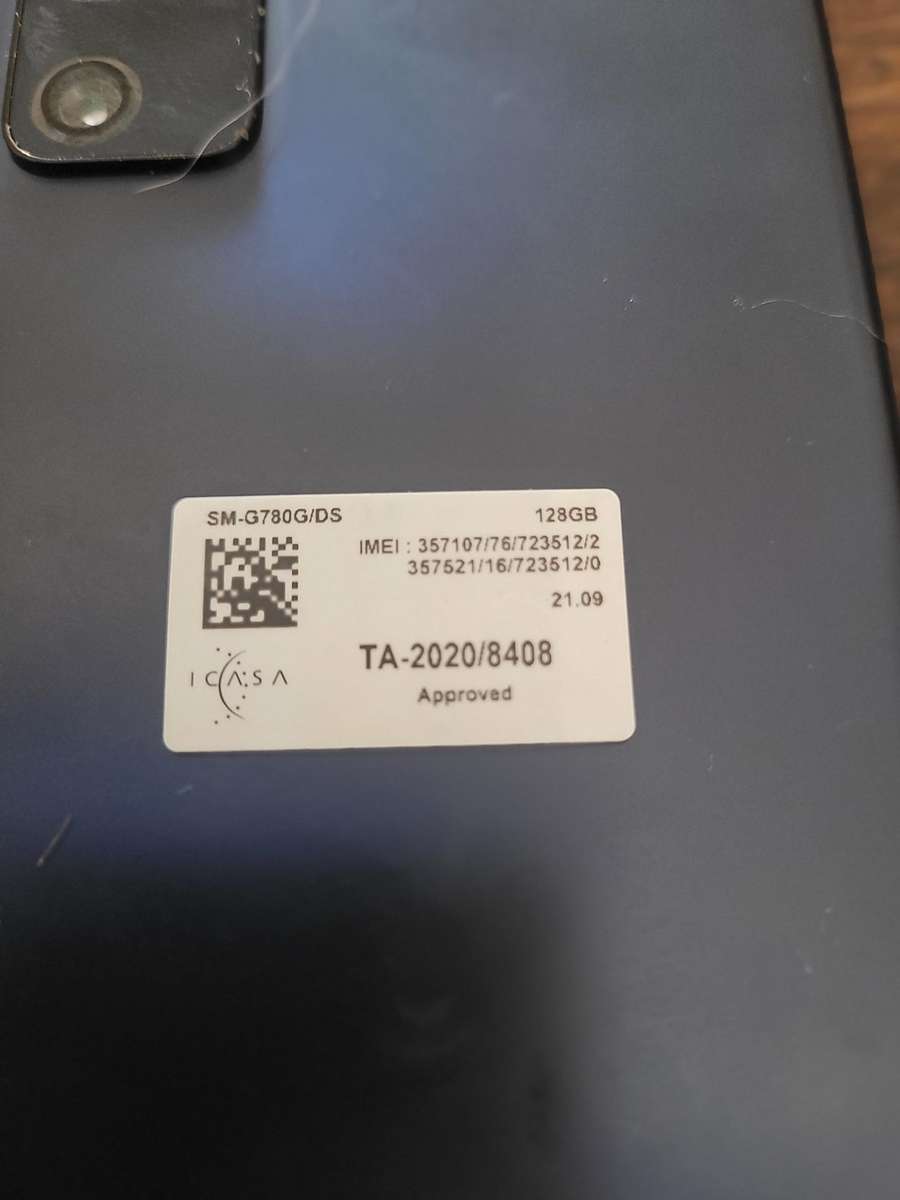 SM-G780G/DS 128GB
IMEI : 357107/76/723512/2
357521/16/723512/0
21.09
ICASA
TA-2020/8408
Approved